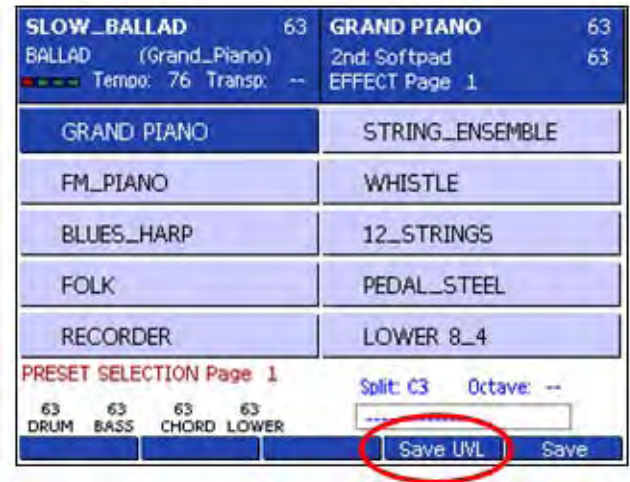 SLOW_BALLAD 63
BALLAD (Grand_Piano)
Tempo: 76 Transp: --
GRAND PIANO 63
2nd: Softpad 63
EFFECT Page 1
GRAND PIANO
STRING_ENSEMBLE
FM_PIANO
WHISTLE
BLUES_HARP
12_STRINGS
FOLK
PEDAL_STEEL
RECORDER
LOWER 8_4
PRESET SELECTION Page 1
Split: C3 Octave: --
63 63 63 63
DRUM BASS CHORD LOWER
---------------
Save UVL Save